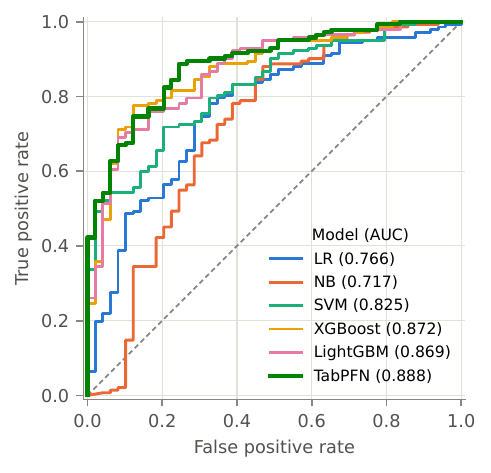 1.0
0.8
0.6
0.4
0.2
0.0
True positive rate
Model (AUC)
LR (0.766)
NB (0.717)
SVM (0.825)
XGBoost (0.872)
LightGBM (0.869)
TabPFN (0.888)
0.0 0.2 0.4 0.6 0.8 1.0
False positive rate